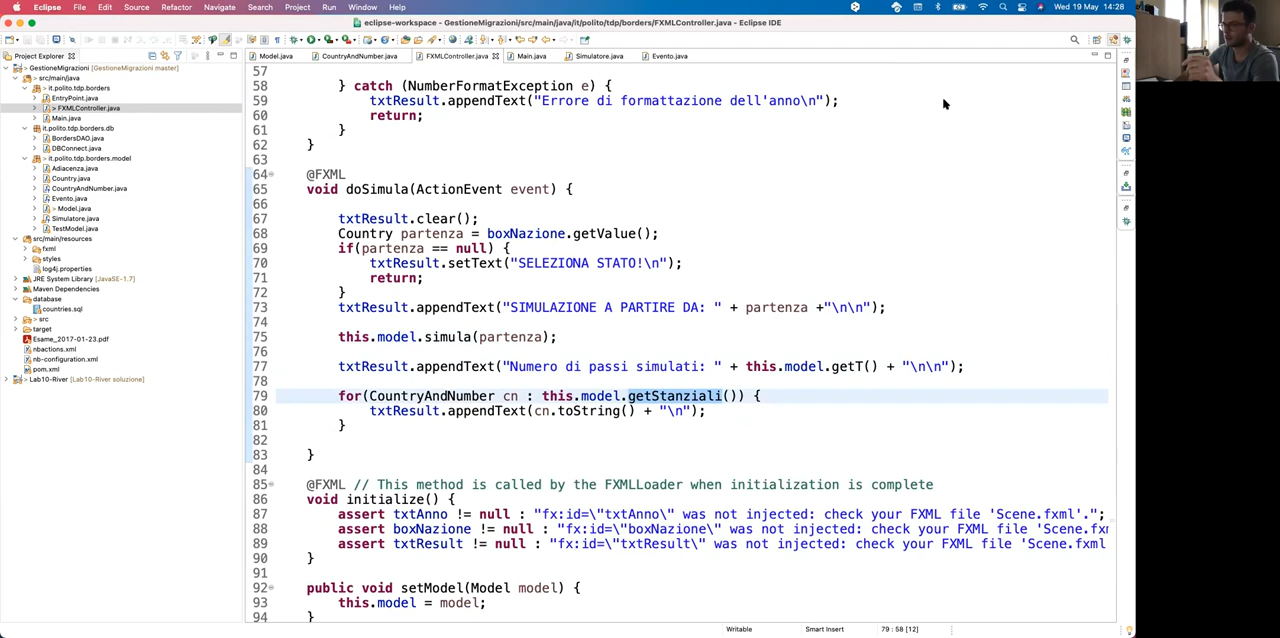 Eclipse File Edit Source Refactor Navigate Search Project Run Window Help Wed 19 May 14:28
eclipse-workspace - GestioneMigrazioni/src/main/java/it/polito/tdp/borders/FXMLController.java - Eclipse IDE
Project Explorer
Model.java CountryAndNumber.java FXMLController.java Main.java Simulatore.java Evento.java
GestioneMigrazioni [GestioneMigrazioni master]
> src/main/java
it.polito.tdp.borders
EntryPoint.java
> FXMLController.java
Main.java
it.polito.tdp.borders.db
BordersDAO.java
DBConnect.java
it.polito.tdp.borders.model
Adiacenza.java
Country.java
CountryAndNumber.java
Evento.java
> Model.java
Simulatore.java
TestModel.java
src/main/resources
fxml
styles
log4j.properties
JRE System Library [JavaSE-1.7]
Maven Dependencies
database
countries.sql
> src
target
Esame_2017-01-23.pdf
nbactions.xml
nb-configuration.xml
pom.xml
Lab10-River [Lab10-River soluzione]
57
58 } catch (NumberFormatException e) {
59 txtResult.appendText("Errore di formattazione dell'anno\n");
60 return;
61 }
62 }
63
64 @FXML
65 void doSimula(ActionEvent event) {
66
67 txtResult.clear();
68 Country partenza = boxNazione.getValue();
69 if(partenza == null) {
70 txtResult.setText("SELEZIONA STATO!\n");
71 return;
72 }
73 txtResult.appendText("SIMULAZIONE A PARTIRE DA: " + partenza +"\n\n");
74
75 this.model.simula(partenza);
76
77 txtResult.appendText("Numero di passi simulati: " + this.model.getT() + "\n\n");
78
79 for(CountryAndNumber cn : this.model.getStanziali()) {
80 txtResult.appendText(cn.toString() + "\n");
81 }
82
83 }
84
85 @FXML // This method is called by the FXMLLoader when initialization is complete
86 void initialize() {
87 assert txtAnno != null : "fx:id=\"txtAnno\" was not injected: check your FXML file 'Scene.fxml'.";
88 assert boxNazione != null : "fx:id=\"boxNazione\" was not injected: check your FXML file 'Scene.fx
89 assert txtResult != null : "fx:id=\"txtResult\" was not injected: check your FXML file 'Scene.fxml
90 }
91
92 public void setModel(Model model) {
93 this.model = model;
94 }
Writable Smart Insert 79 : 58 [12]